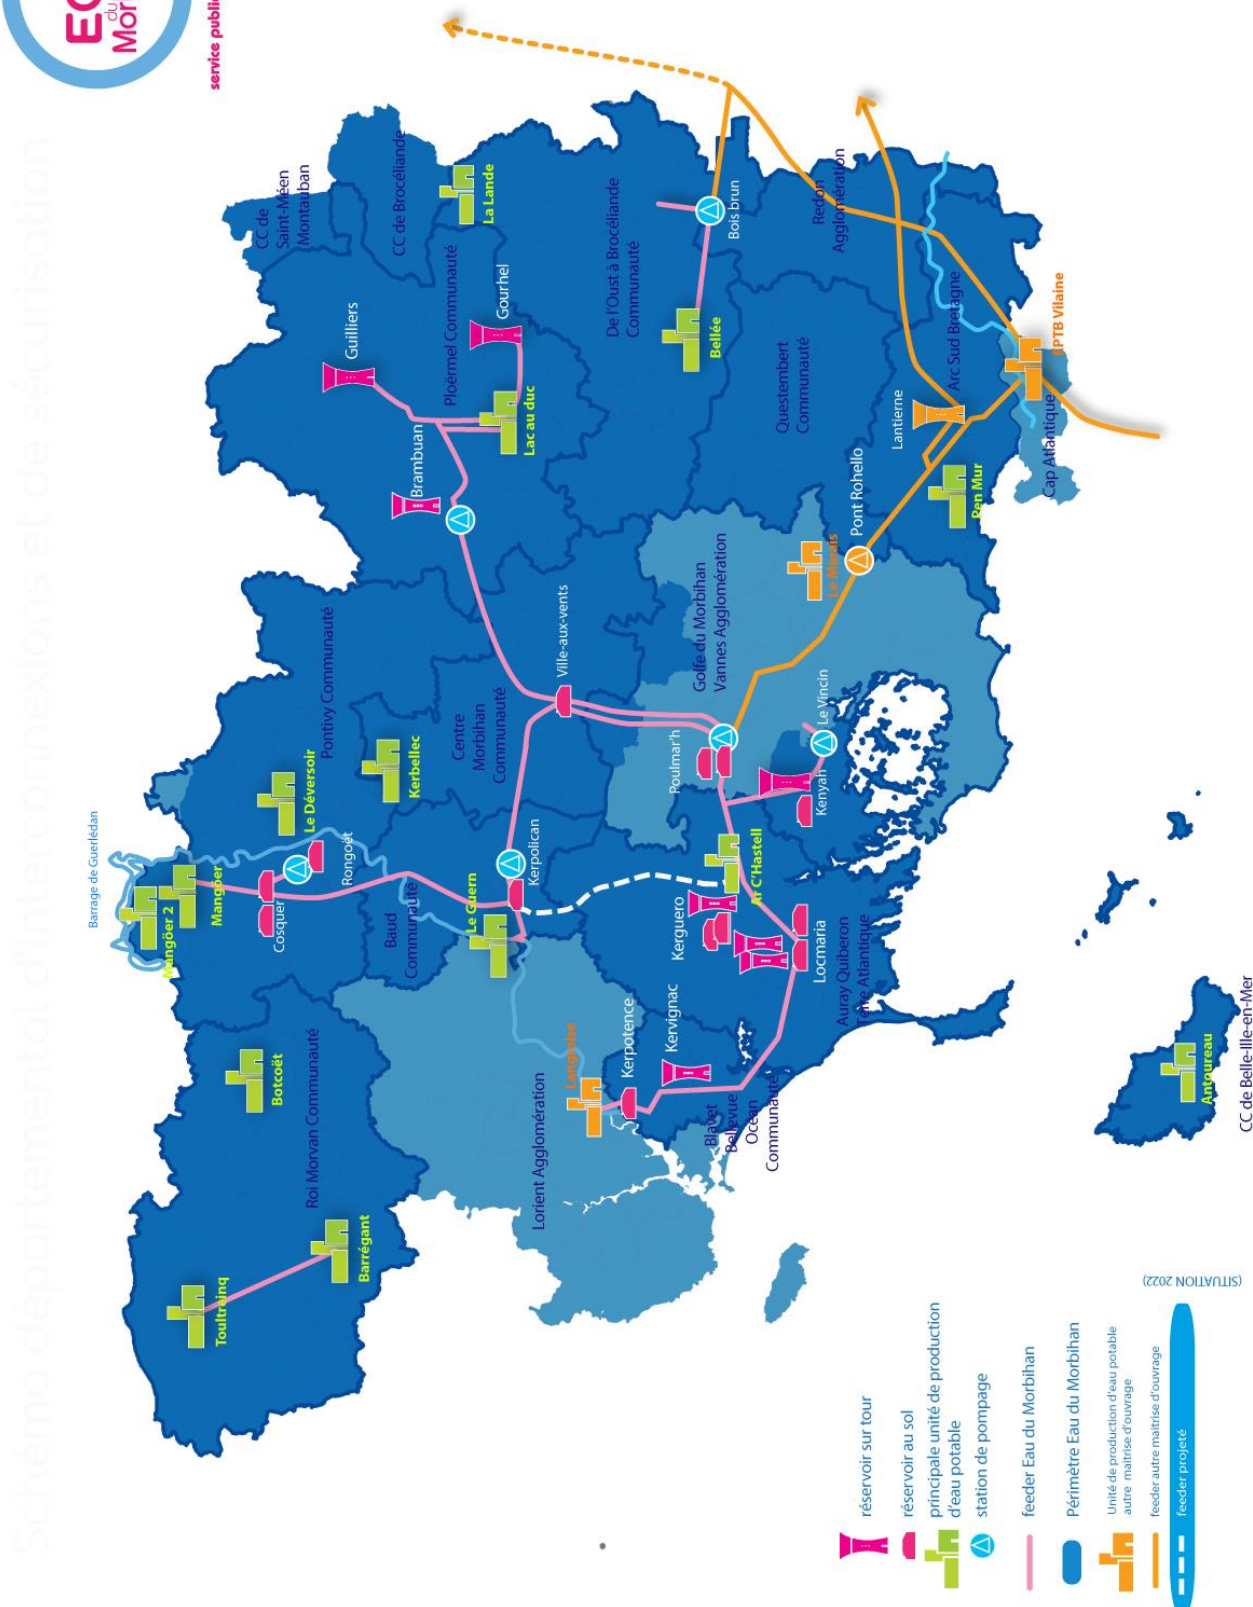 Schéma départemental d'interconnexions et de sécurisation
service public
CC de
Saint-Méen
Montauban
CC de Brocéliande
La Lande
Guilliers
Ploërmel Communauté
Gourhel
Lac au duc
Brambuan
De l'Oust à Brocéliande
Communauté
Bellée
Bois brun
Redon
Agglomération
Questembert
Communauté
Lantierne
Arc Sud Bretagne
EPTB Vilaine
Cap Atlantique
Pen Mur
Pont Rohello
Le Marais
Golfe du Morbihan
Vannes Agglomération
Ville-aux-vents
Pontivy Communauté
Centre
Morbihan
Communauté
Kerbellec
Le Déversoir
Poulmar'h
Le Vincin
Kenyah
Barrage de Guerlédan
Mangöer 2
Mangöer
Cosquer
Rongoët
Baud
Communauté
Le Guern
Kerpolican
Ar C'Hastell
Kerguero
Locmaria
Auray Quiberon
Terre Atlantique
Kervignac
Kerpotence
Langroise
Blavet
Bellevue
Océan
Communauté
Lorient Agglomération
Botcoët
Roi Morvan Communauté
Barrégant
Toultreinq
Antoureau
CC de Belle-Ille-en-Mer
réservoir sur tour
réservoir au sol
principale unité de production
d'eau potable
station de pompage
feeder Eau du Morbihan
Périmètre Eau du Morbihan
Unité de production d'eau potable
autre maîtrise d'ouvrage
feeder autre maitrise d'ouvrage
feeder projeté
(SITUATION 2022)